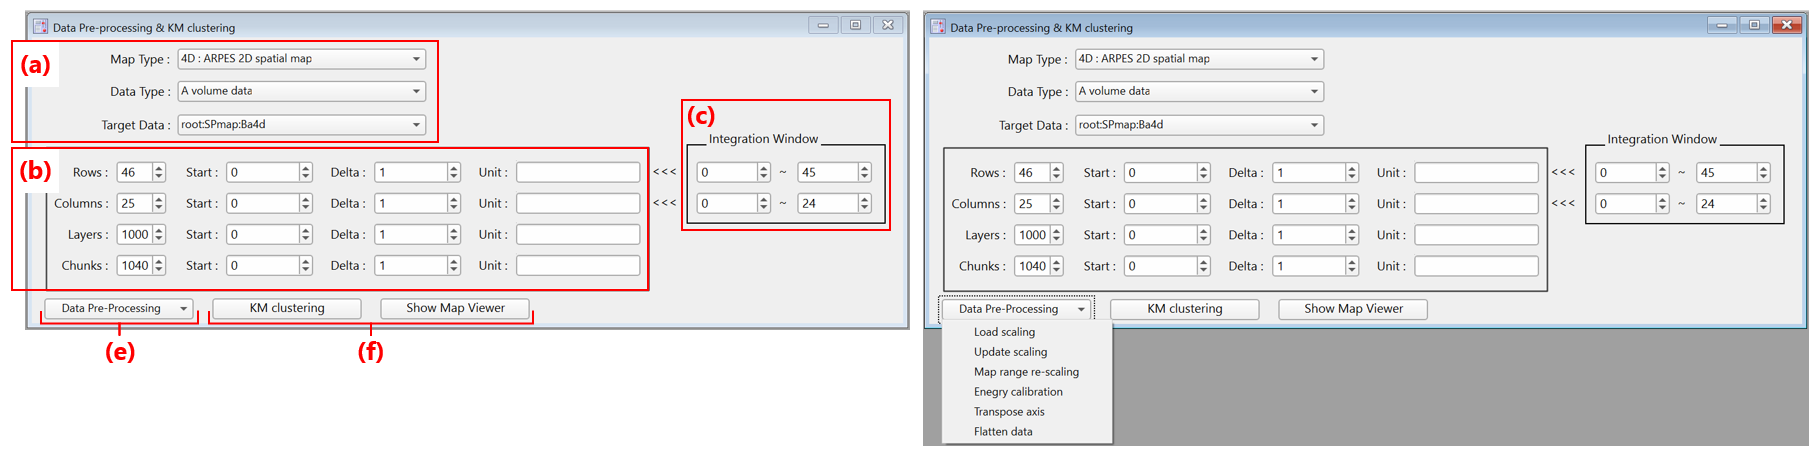 Data Pre-processing & KM clustering
(a)
Map Type : 4D : ARPES 2D spatial map
Data Type : A volume data
Target Data : root:SPmap:Ba4d
(b)
(c)
Integration Window
Rows : 46 Start : 0 Delta : 1 Unit : <<< 0 ~ 45
Columns : 25 Start : 0 Delta : 1 Unit : <<< 0 ~ 24
Layers : 1000 Start : 0 Delta : 1 Unit :
Chunks : 1040 Start : 0 Delta : 1 Unit :
Data Pre-Processing KM clustering Show Map Viewer
(e) (f)
Data Pre-processing & KM clustering
Map Type : 4D : ARPES 2D spatial map
Data Type : A volume data
Target Data : root:SPmap:Ba4d
Integration Window
Rows : 46 Start : 0 Delta : 1 Unit : <<< 0 ~ 45
Columns : 25 Start : 0 Delta : 1 Unit : <<< 0 ~ 24
Layers : 1000 Start : 0 Delta : 1 Unit :
Chunks : 1040 Start : 0 Delta : 1 Unit :
Data Pre-Processing KM clustering Show Map Viewer
Load scaling
Update scaling
Map range re-scaling
Enegry calibration
Transpose axis
Flatten data